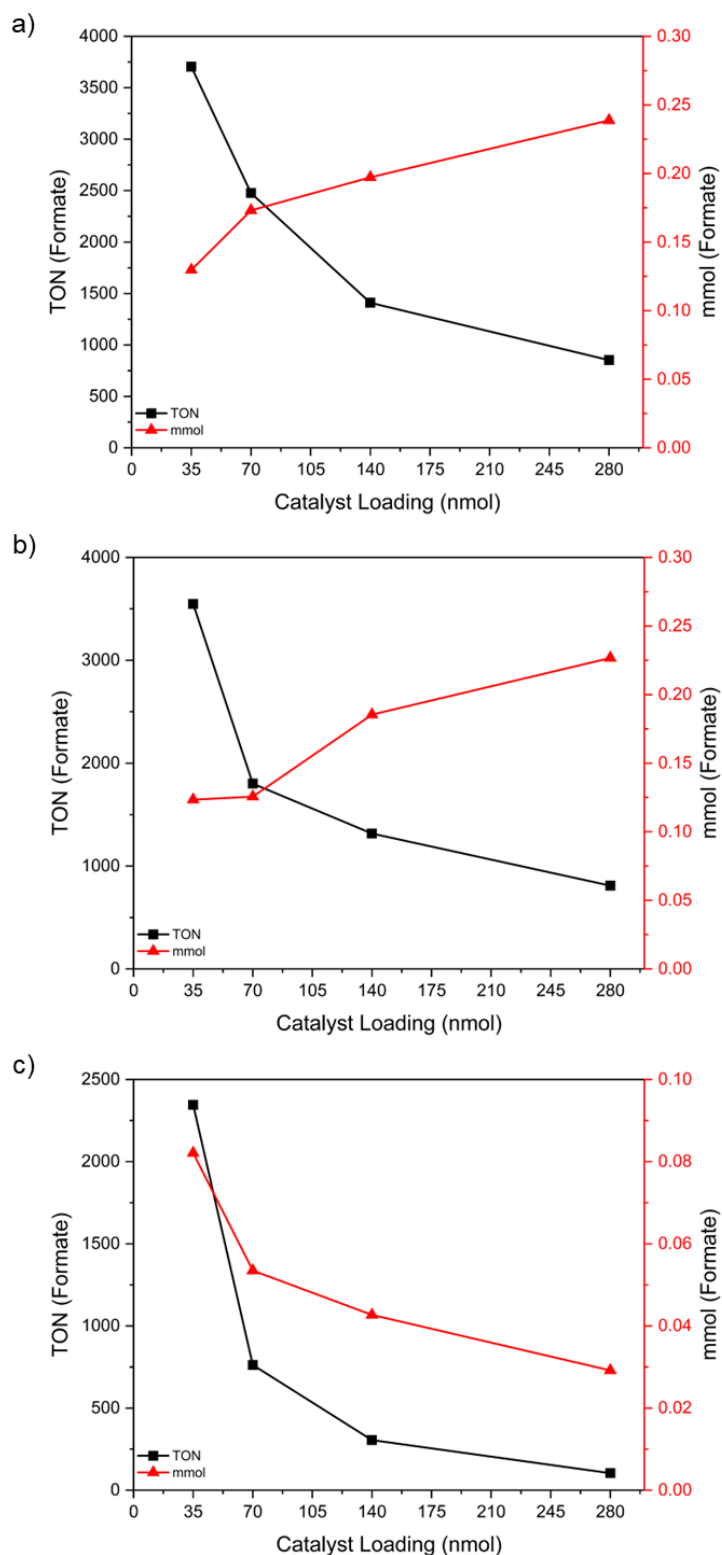 a)
4000
3500
3000
2500
2000
1500
1000
500
0
TON (Formate)
0.30
0.25
0.20
0.15
0.10
0.05
0.00
mmol (Formate)
TON
mmol
0 35 70 105 140 175 210 245 280
Catalyst Loading (nmol)
b)
4000
3000
2000
1000
0
TON (Formate)
0.30
0.25
0.20
0.15
0.10
0.05
0.00
mmol (Formate)
TON
mmol
0 35 70 105 140 175 210 245 280
Catalyst Loading (nmol)
c)
2500
2000
1500
1000
500
0
TON (Formate)
0.10
0.08
0.06
0.04
0.02
0.00
mmol (Formate)
TON
mmol
0 35 70 105 140 175 210 245 280
Catalyst Loading (nmol)